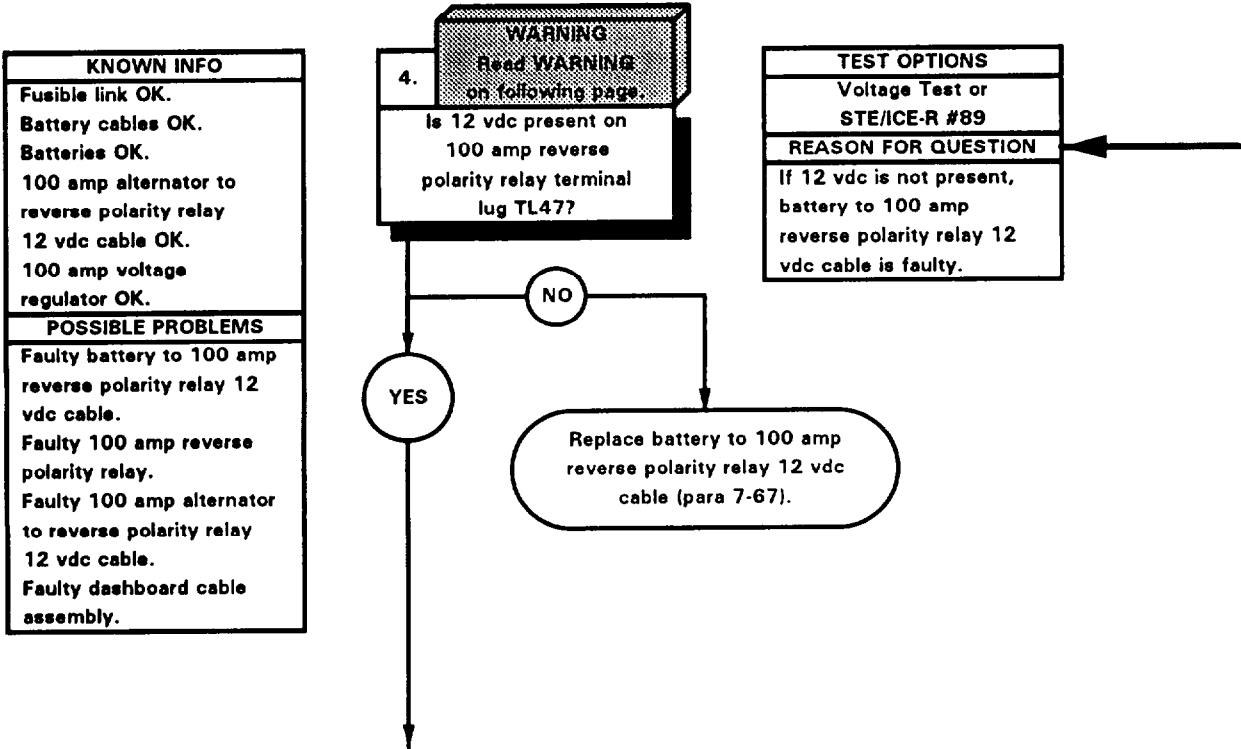 KNOWN INFO
Fusible link OK.
Battery cables OK.
Batteries OK.
100 amp alternator to
reverse polarity relay
12 vdc cable OK.
100 amp voltage
regulator OK.
POSSIBLE PROBLEMS
Faulty battery to 100 amp
reverse polarity relay 12
vdc cable.
Faulty 100 amp reverse
polarity relay.
Faulty 100 amp alternator
to reverse polarity relay
12 vdc cable.
Faulty dashboard cable
assembly.
4.
WARNING
Read WARNING
on following page.
Is 12 vdc present on
100 amp reverse
polarity relay terminal
lug TL47?
NO
YES
Replace battery to 100 amp
reverse polarity relay 12 vdc
cable (para 7-67).
TEST OPTIONS
Voltage Test or
STE/ICE-R #89
REASON FOR QUESTION
If 12 vdc is not present,
battery to 100 amp
reverse polarity relay 12
vdc cable is faulty.